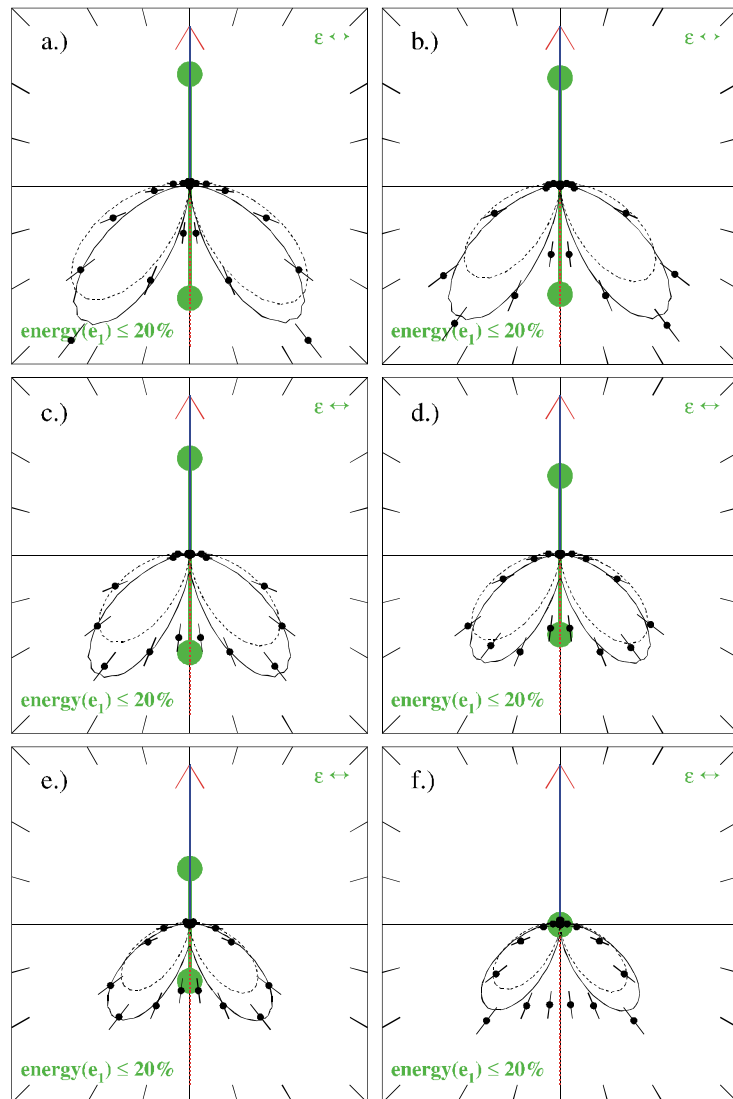 a.) ε ↔
energy(e₁) ≤ 20%
b.) ε ↔
energy(e₁) ≤ 20%
c.) ε ↔
energy(e₁) ≤ 20%
d.) ε ↔
energy(e₁) ≤ 20%
e.) ε ↔
energy(e₁) ≤ 20%
f.) ε ↔
energy(e₁) ≤ 20%